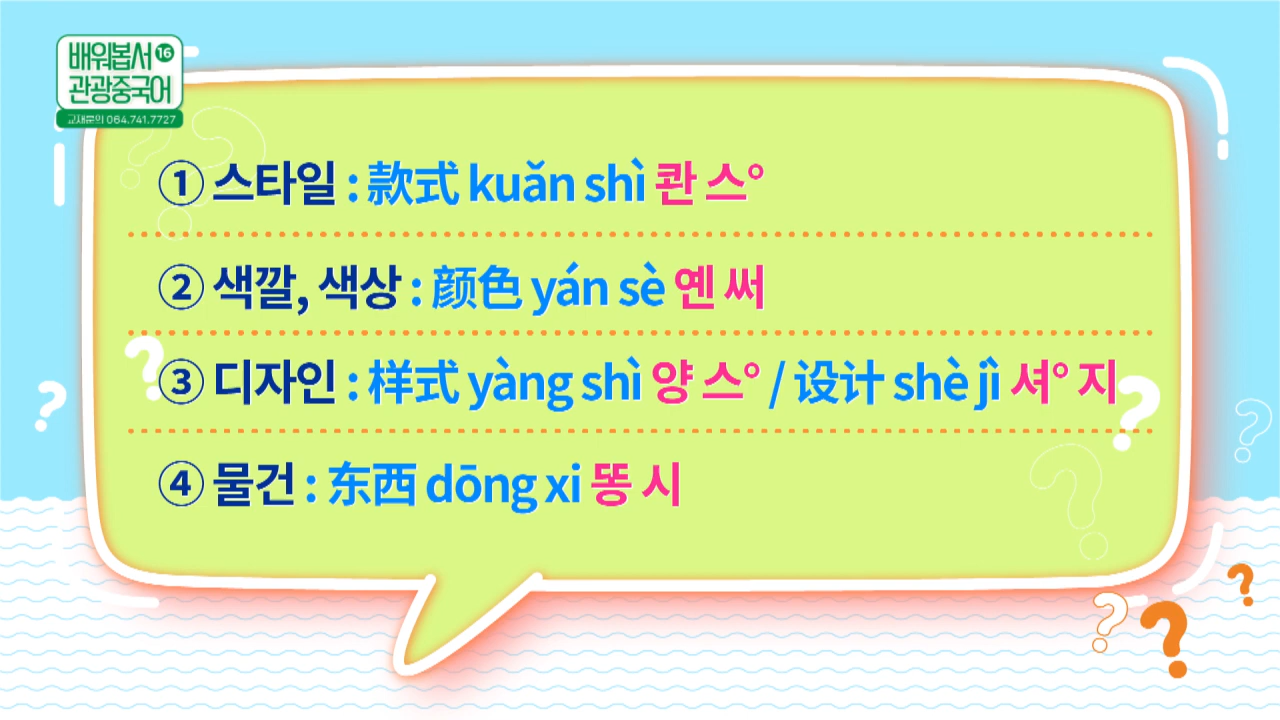 배워봅서 16
관광중국어
교재문의 064.741.7727
① 스타일 : 款式 kuǎn shì 콴 스°
② 색깔, 색상 : 颜色 yán sè 옌 써
③ 디자인 : 样式 yàng shì 양 스° / 设计 shè jì 셔° 지
④ 물건 : 东西 dōng xi 똥 시